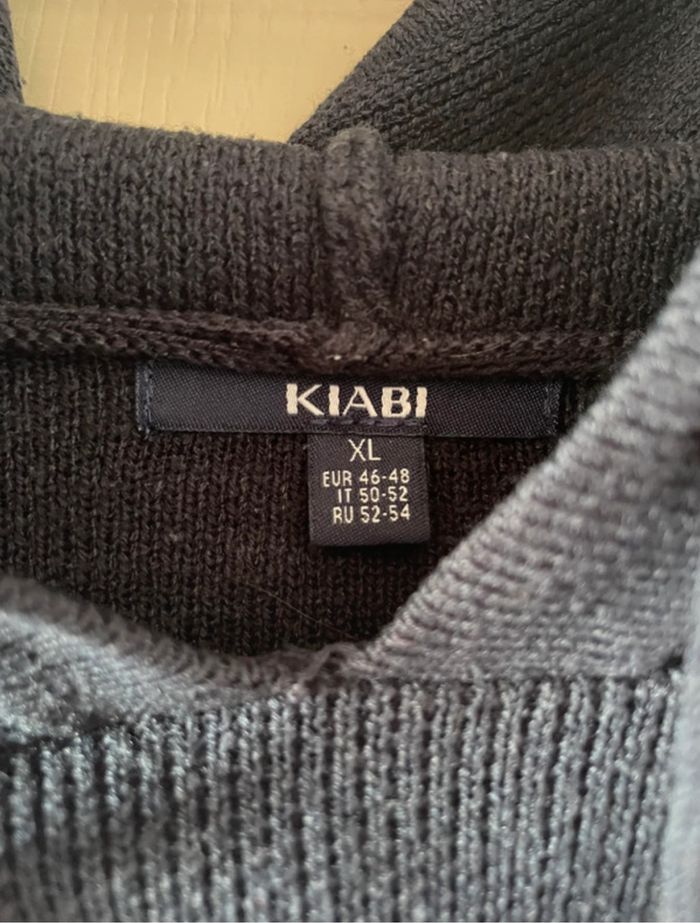 KIABI
XL
EUR 46-48
IT 50-52
RU 52-54